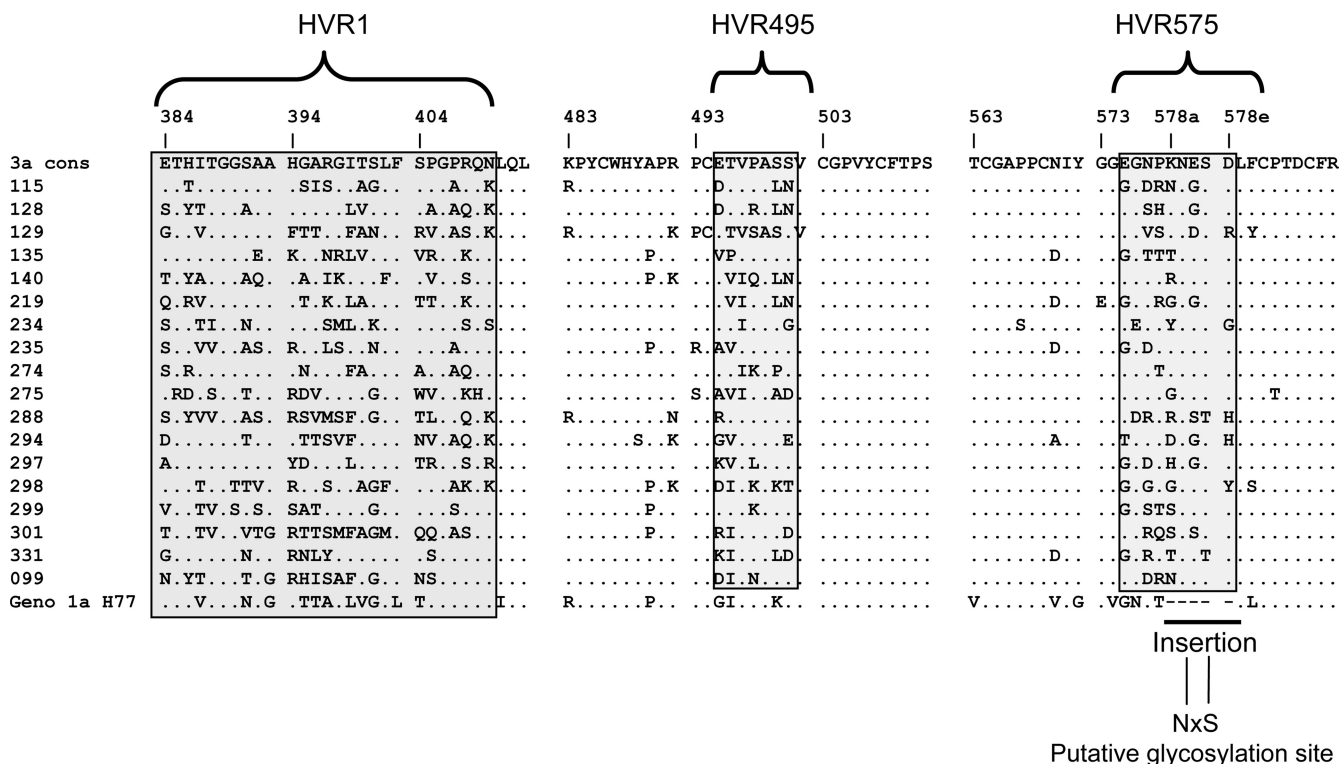 HVR1 HVR495 HVR575
384 394 404 483 493 503 563 573 578a 578e
3a cons ETHITGGSAA HGARGITSLF SPGPRQNLQL KPYCWHYAPR PCETVPASSV CGPVYCFTPS TCGAPPCNIY GGEGNPKNES DLFCPTDCFR
115 ..T....... .SIS..AG.. ...A..K... R......... ..D....LN. .......... .......... ..G.DRN.G. ..........
128 S.YT...A.. .....LV... .A.AQ.K... .......... ..D..R.LN. .......... .......... ....SH..G. ..........
129 G..V...... FTT..FAN.. RV.AS.K... R........K PC.TVSAS.V .......... .......... ....VS..D. R.Y.......
135 ........E. K..NRLV... VR..K..... .......P.. ..VP...... .......... .......D.. ..G.TTT... ..........
140 T.YA...AQ. .A.IK...F. .V..S..... .......P.K ...VIQ.LN. .......... .......... ......R... ..........
219 Q.RV...... .T.K.LA... TT..K..... .......... ...VI..LN. .......... .......D.. E.G..RG.G. ..........
234 S..TI..N.. ...SML.K.. ....S.S... .......... ....I...G. .......... ....S..... ...E..Y... G.........
235 S..VV..AS. R..LS..N.. ...A...... .......P.. R.AV...... .......... .......D.. ..G.D..... ..........
274 S.R....... .N...FA... A..AQ..... .......... ....IK.P.. .......... .......... .....T.... ..........
275 .RD.S..T.. RDV....G.. WV..KH.... .......... S.AVI..AD. .......... .......... ......G... ....T.....
288 S.YVV..AS. RSVMSF.G.. TL..Q.K... R........N ..R....... .......... .......... ...DR.R.ST H.........
294 D......T.. .TTSVF.... NV.AQ.K... ......S..K ..GV....E. .......... .......A.. ..T...D.G. H.........
297 A......... YD...L.... TR..S.R... .......... ..KV.L.... .......... .......... ..G.D.H.G. ..........
298 ...T..TTV. R..S..AGF. ...AK.K... .......P.K ..DI.K.KT. .......... .......... ..G.G.G... Y.S.......
299 V..TV.S.S. SAT....G.. ....S..... .......P.. .....K.... .......... .......... ..G.STS... ..........
301 T..TV..VTG RTTSMFAGM. QQ.AS..... .......P.. ..RI....D. .......... .......... ....RQS.S. ..........
331 G......N.. RNLY...... .S........ .......... ..KI...LD. .......... .......D.. ..G.R.T..T ..........
099 N.YT...T.G RHISAF.G.. NS........ .......... ..DI.N.... .......... .......... ....DRN... ..........
Geno 1a H77 ...V...N.G .TTA.LVG.L T......I.. R......P.. ..GI...K.. .......... V......V.G .VGN.T---- -.L.......
Insertion
NxS
Putative glycosylation site